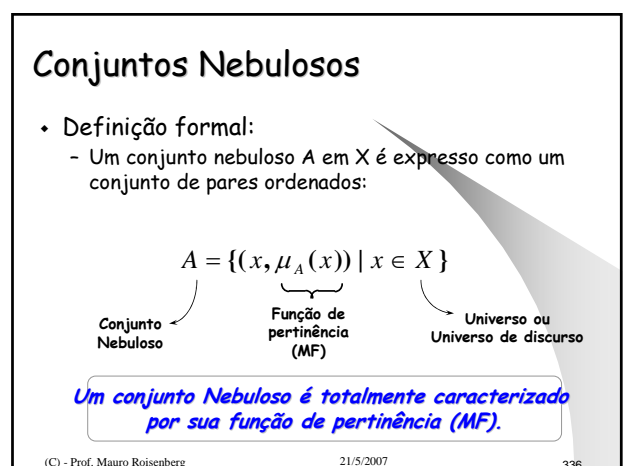 Conjuntos Nebulosos
• Definição formal:
– Um conjunto nebuloso A em X é expresso como um
conjunto de pares ordenados:
A = {(x, μ_A(x)) | x ∈ X}
Conjunto
Nebuloso
Função de
pertinência
(MF)
Universo ou
Universo de discurso
Um conjunto Nebuloso é totalmente caracterizado
por sua função de pertinência (MF).
(C) - Prof. Mauro Roisenberg 21/5/2007 336